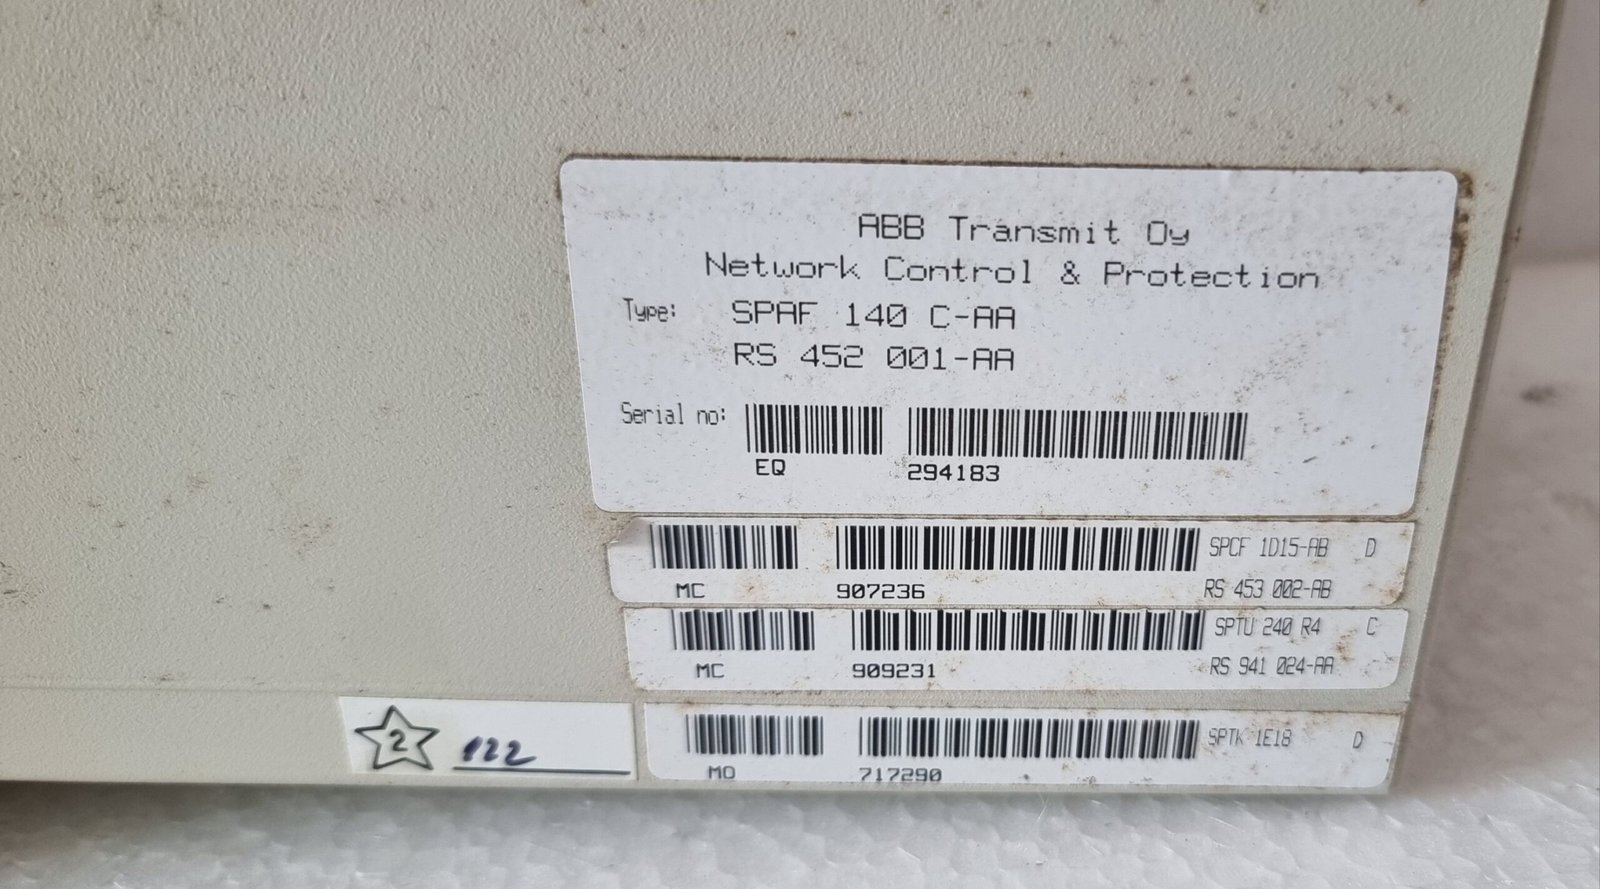 ABB Transmit Oy
Network Control & Protection
Type: SPAF 140 C-AA
RS 452 001-AA
Serial no:
EQ 294183
SPCF 1D15-AB D
MC 907236 RS 453 002-AB
SPTU 240 R4 C
MC 909231 RS 941 024-AA
SPTK 1E18 D
MO 717290
2 122